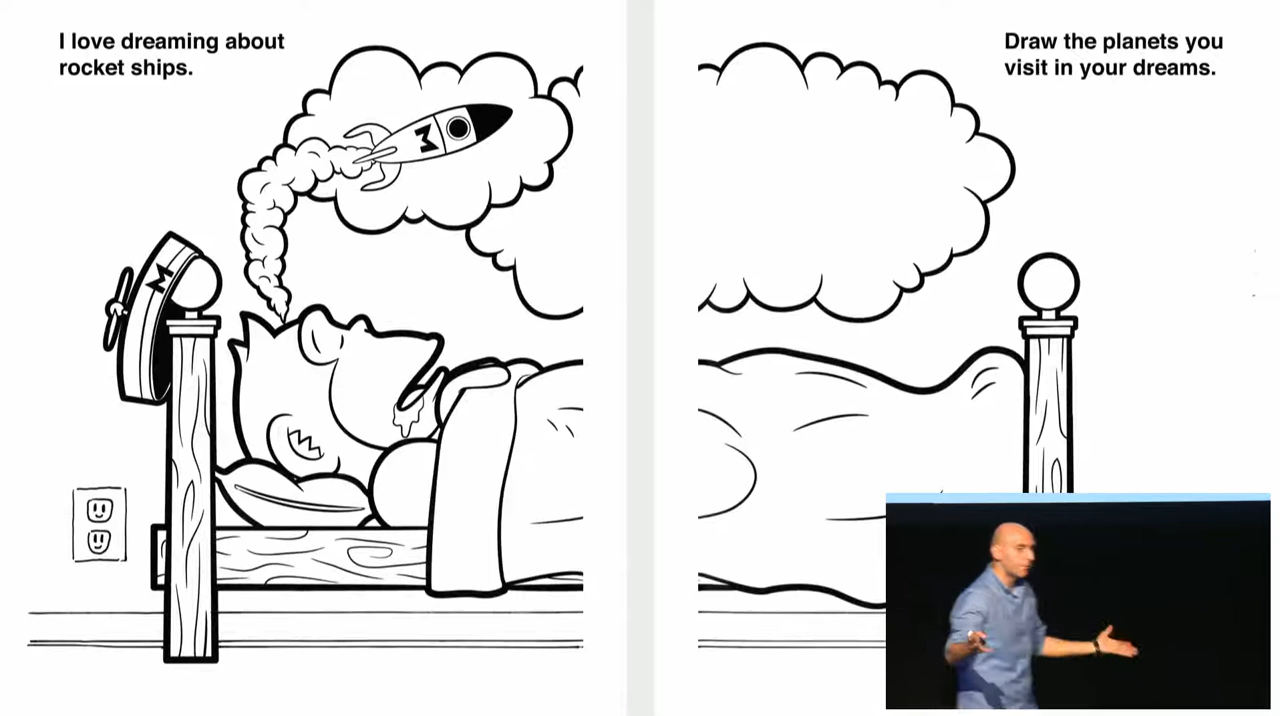 I love dreaming about
rocket ships.
M
M
Draw the planets you
visit in your dreams.